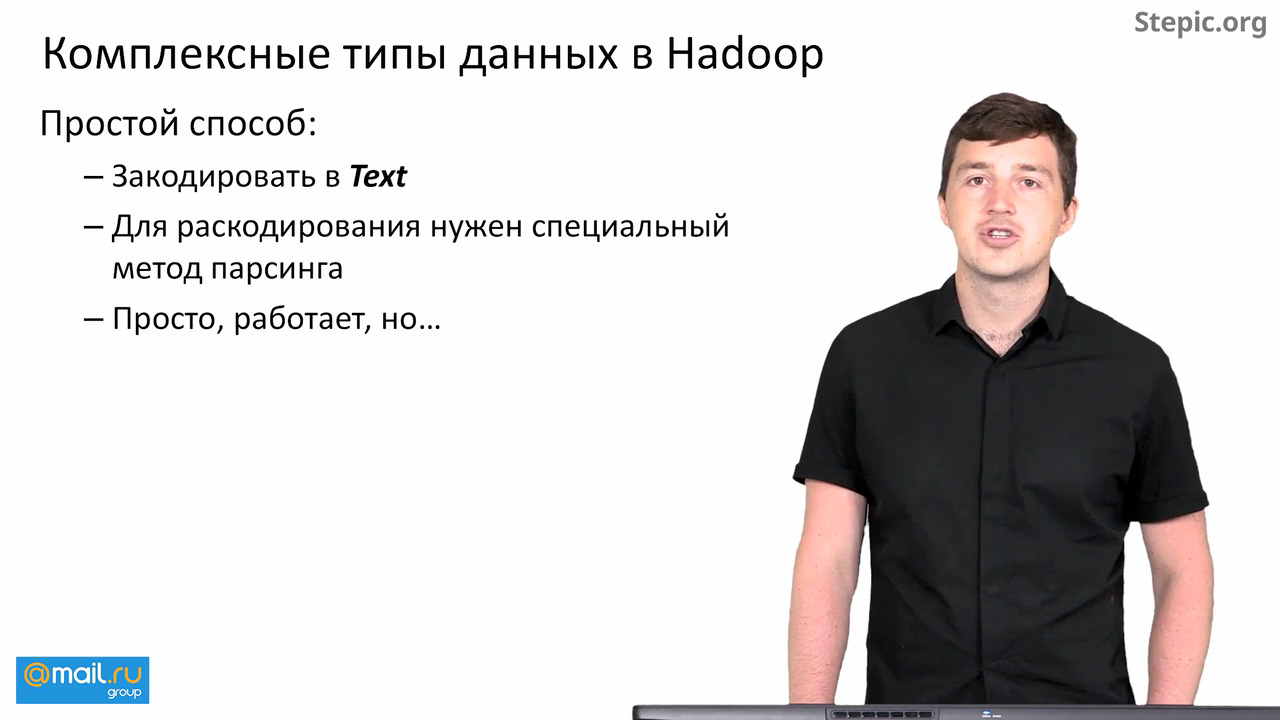 Stepic.org
Комплексные типы данных в Hadoop
Простой способ:
– Закодировать в Text
– Для раскодирования нужен специальный
метод парсинга
– Просто, работает, но...
@mail.ru
group